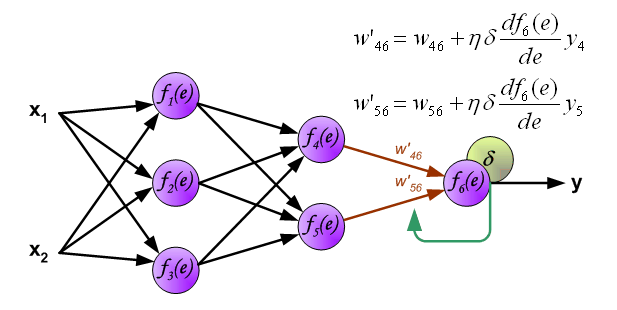 w'₄₆ = w₄₆ + η δ df₆(e)/de y₄
w'₅₆ = w₅₆ + η δ df₆(e)/de y₅
x₁
x₂
f₁(e)
f₂(e)
f₃(e)
f₄(e)
f₅(e)
w'₄₆
w'₅₆
δ
f₆(e)
y